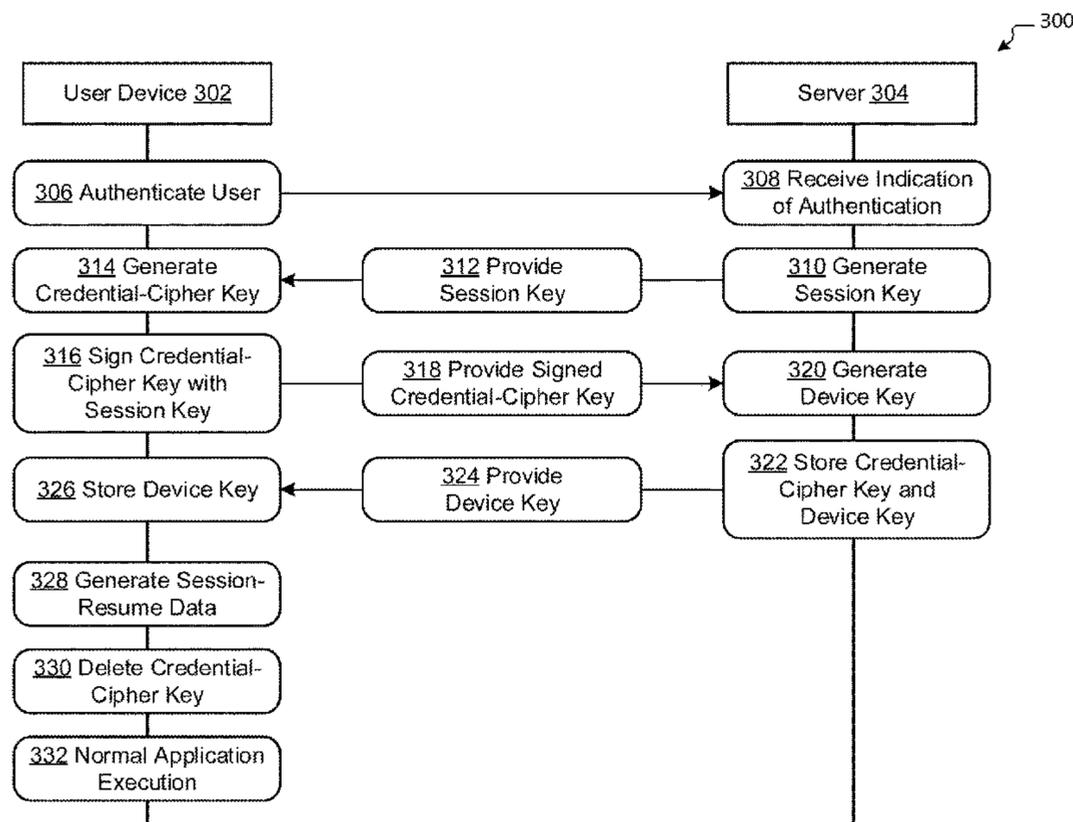 300
User Device 302
Server 304
306 Authenticate User
308 Receive Indication
of Authentication
314 Generate
Credential-Cipher Key
312 Provide
Session Key
310 Generate
Session Key
316 Sign Credential-
Cipher Key with
Session Key
318 Provide Signed
Credential-Cipher Key
320 Generate
Device Key
326 Store Device Key
324 Provide
Device Key
322 Store Credential-
Cipher Key and
Device Key
328 Generate Session-
Resume Data
330 Delete Credential-
Cipher Key
332 Normal Application
Execution